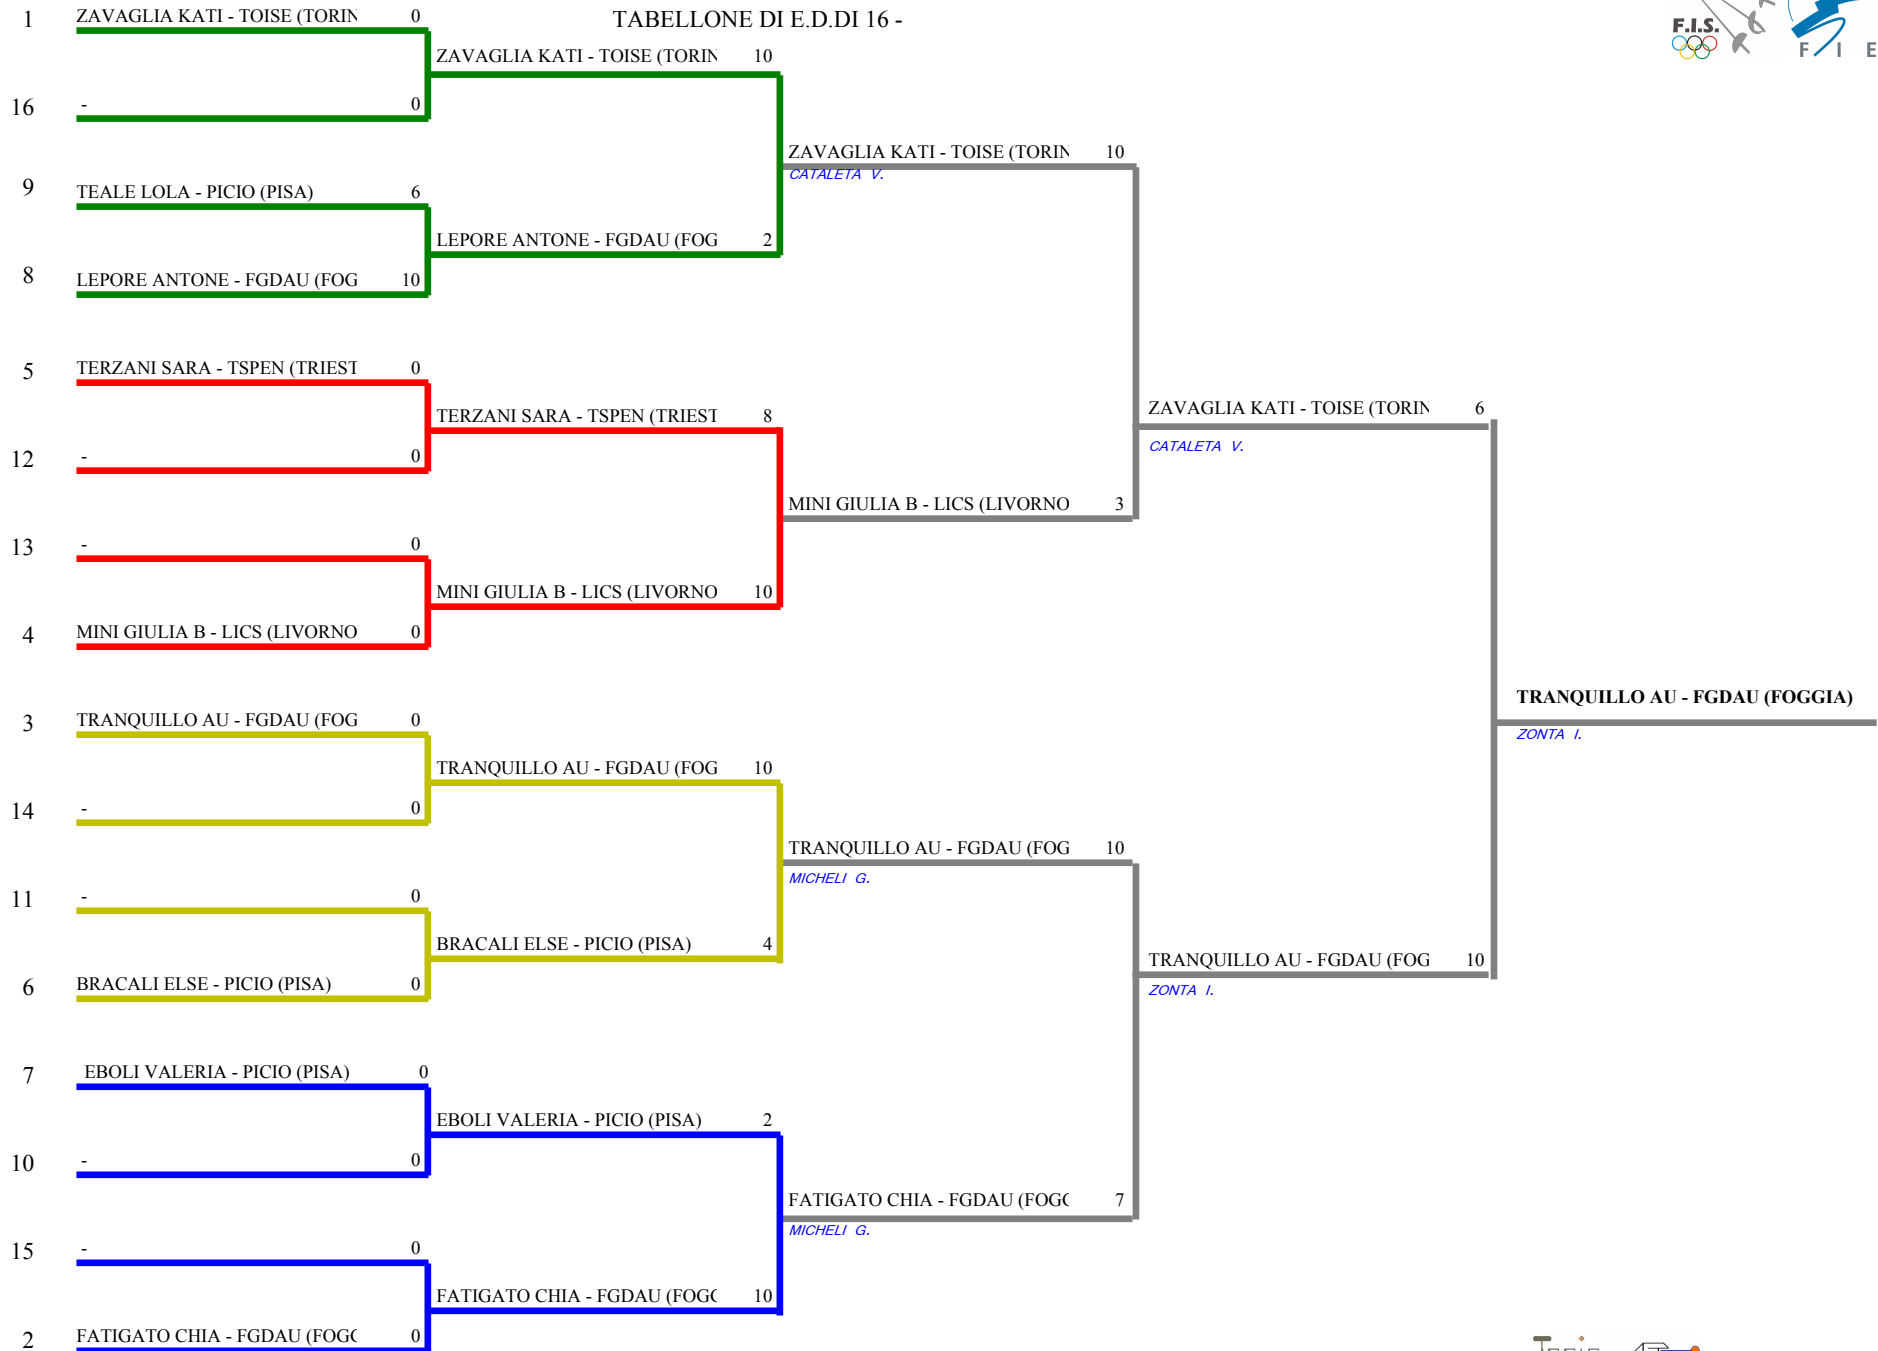 TABELLONE DI E.D.DI 16 -
F.I.S.
F I E
1 ZAVAGLIA KATI - TOISE (TORIN 0
ZAVAGLIA KATI - TOISE (TORIN 10
16 - 0
ZAVAGLIA KATI - TOISE (TORIN 10
CATALETA V.
9 TEALE LOLA - PICIO (PISA) 6
LEPORE ANTONE - FGDAU (FOG 2
8 LEPORE ANTONE - FGDAU (FOG 10
5 TERZANI SARA - TSPEN (TRIEST 0
TERZANI SARA - TSPEN (TRIEST 8
ZAVAGLIA KATI - TOISE (TORIN 6
CATALETA V.
12 - 0
MINI GIULIA B - LICS (LIVORNO 3
13 - 0
MINI GIULIA B - LICS (LIVORNO 10
4 MINI GIULIA B - LICS (LIVORNO 0
TRANQUILLO AU - FGDAU (FOGGIA)
ZONTA I.
3 TRANQUILLO AU - FGDAU (FOG 0
TRANQUILLO AU - FGDAU (FOG 10
14 - 0
TRANQUILLO AU - FGDAU (FOG 10
MICHELI G.
11 - 0
BRACALI ELSE - PICIO (PISA) 4
TRANQUILLO AU - FGDAU (FOG 10
ZONTA I.
6 BRACALI ELSE - PICIO (PISA) 0
7 EBOLI VALERIA - PICIO (PISA) 0
EBOLI VALERIA - PICIO (PISA) 2
10 - 0
FATIGATO CHIA - FGDAU (FOG 7
MICHELI G.
15 - 0
FATIGATO CHIA - FGDAU (FOG 10
2 FATIGATO CHIA - FGDAU (FOG 0